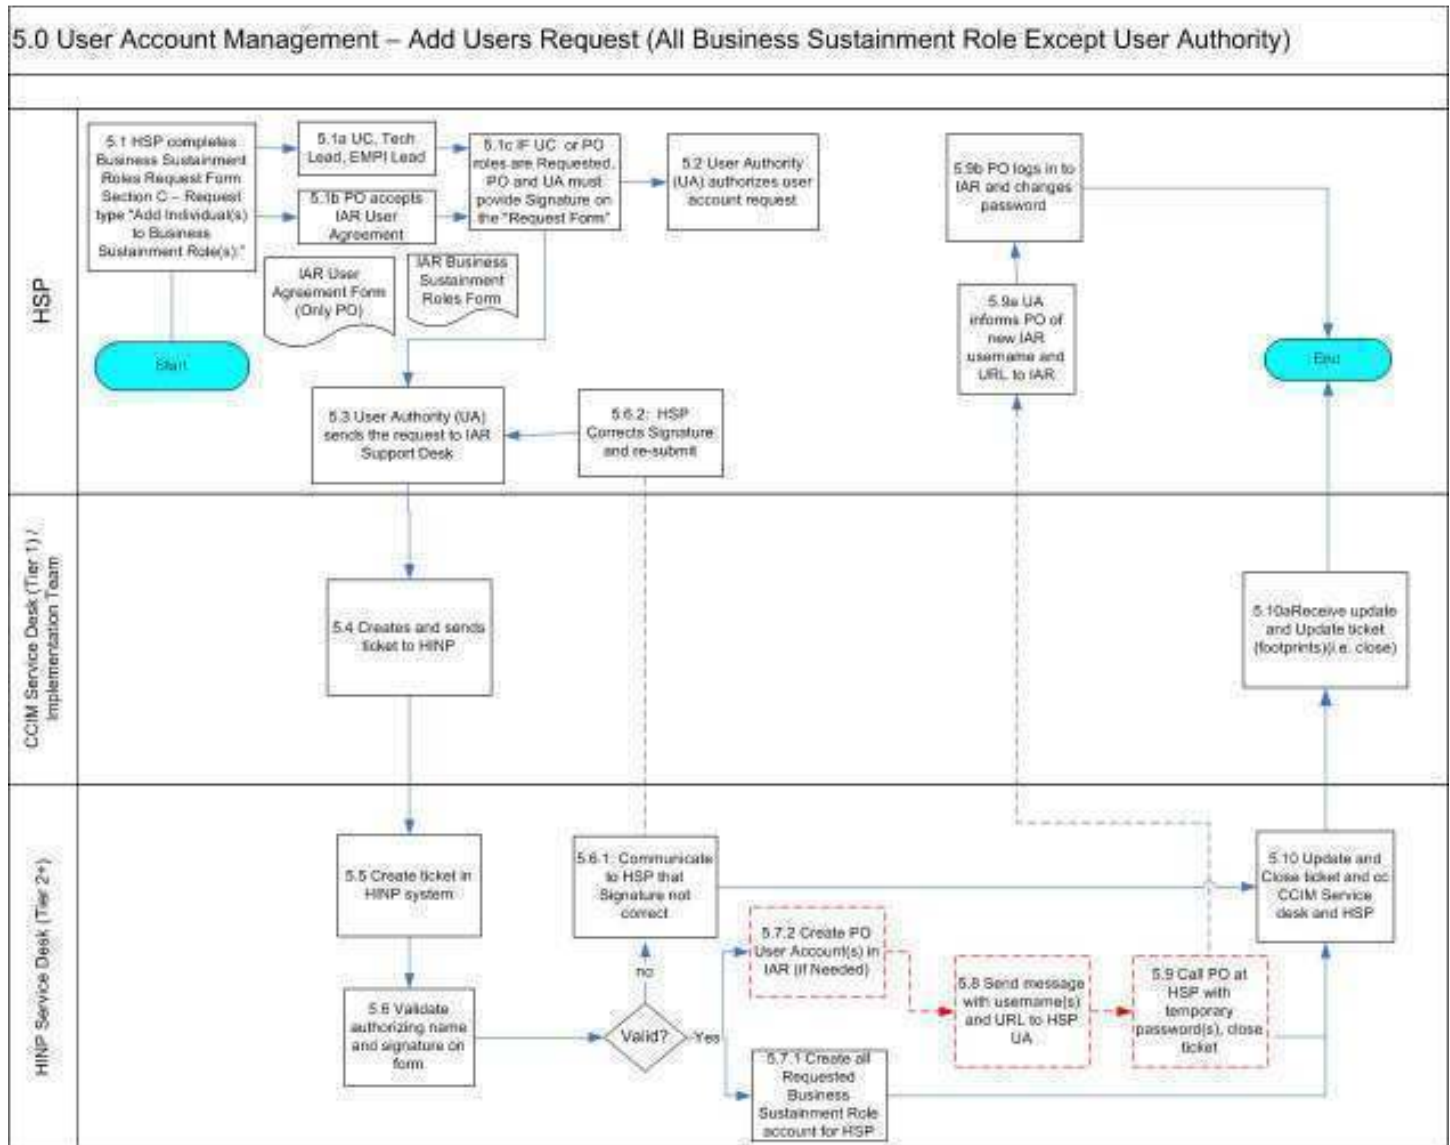 5.0 User Account Management – Add Users Request (All Business Sustainment Role Except User Authority)
HSP
5.1 HSP completes
Business Sustainment
Roles Request Form
Section C – Request
type "Add Individual(s)
to Business
Sustainment Role(s)."
5.1a UC, Tech
Lead, EMPI Lead
5.1b PO accepts
IAR User
Agreement
5.1c IF UC or PO
roles are Requested,
PO and UA must
povide Signature on
the "Request Form"
5.2 User Authority
(UA) authorizes user
account request
5.9b PO logs in to
IAR and changes
password
IAR User
Agreement Form
(Only PO)
IAR Business
Sustainment
Roles Form
5.9a UA
informs PO of
new IAR
username and
URL to IAR
Start
End
5.3 User Authority (UA)
sends the request to IAR
Support Desk
5.6.2: HSP
Corrects Signature
and re-submit
CCIM Service Desk (Tier 1) /
Implementation Team
5.4 Creates and sends
ticket to HINP
5.10aReceive update
and Update ticket
(footprints)(i.e. close)
HINP Service Desk (Tier 2+)
5.5 Create ticket in
HINP system
5.6.1: Communicate
to HSP that
Signature not
correct
5.10 Update and
Close ticket and cc
CCIM Service
desk and HSP
5.7.2 Create PO
User Account(s) in
IAR (if Needed)
no
5.6 Validate
authorizing name
and signature on
form
Valid?
Yes
5.8 Send message
with username(s)
and URL to HSP
UA
5.9 Call PO at
HSP with
temporary
password(s), close
ticket
5.7.1 Create all
Requested
Business
Sustainment Role
account for HSP